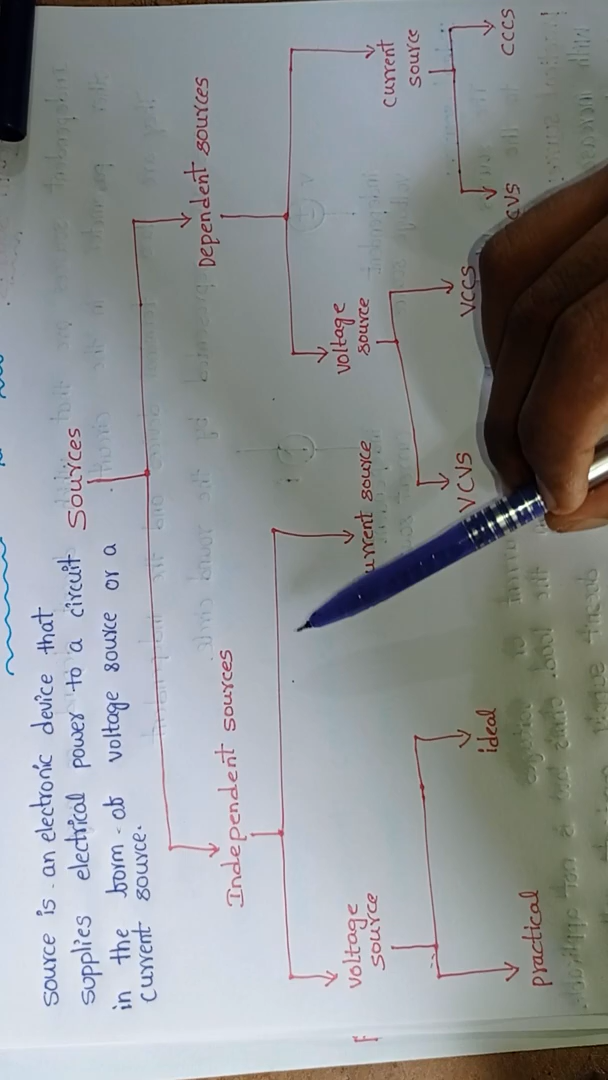 source is an electronic device that
supplies electrical power to a circuit
in the borm of voltage source or a
current source.
Sources
Independent sources
Dependent sources
voltage
source
urrent source
voltage
source
current
source
practical
ideal
VCVS
VCCS
CVS
CCCS